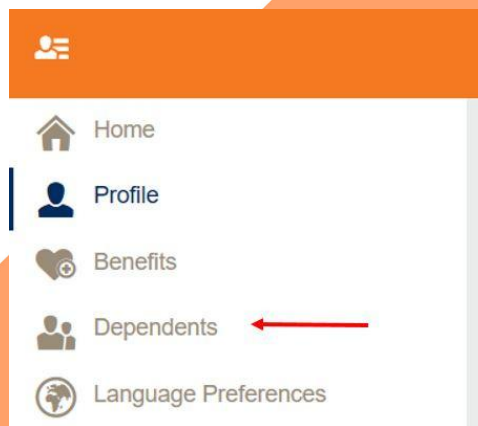 Home
Profile
Benefits
Dependents
Language Preferences